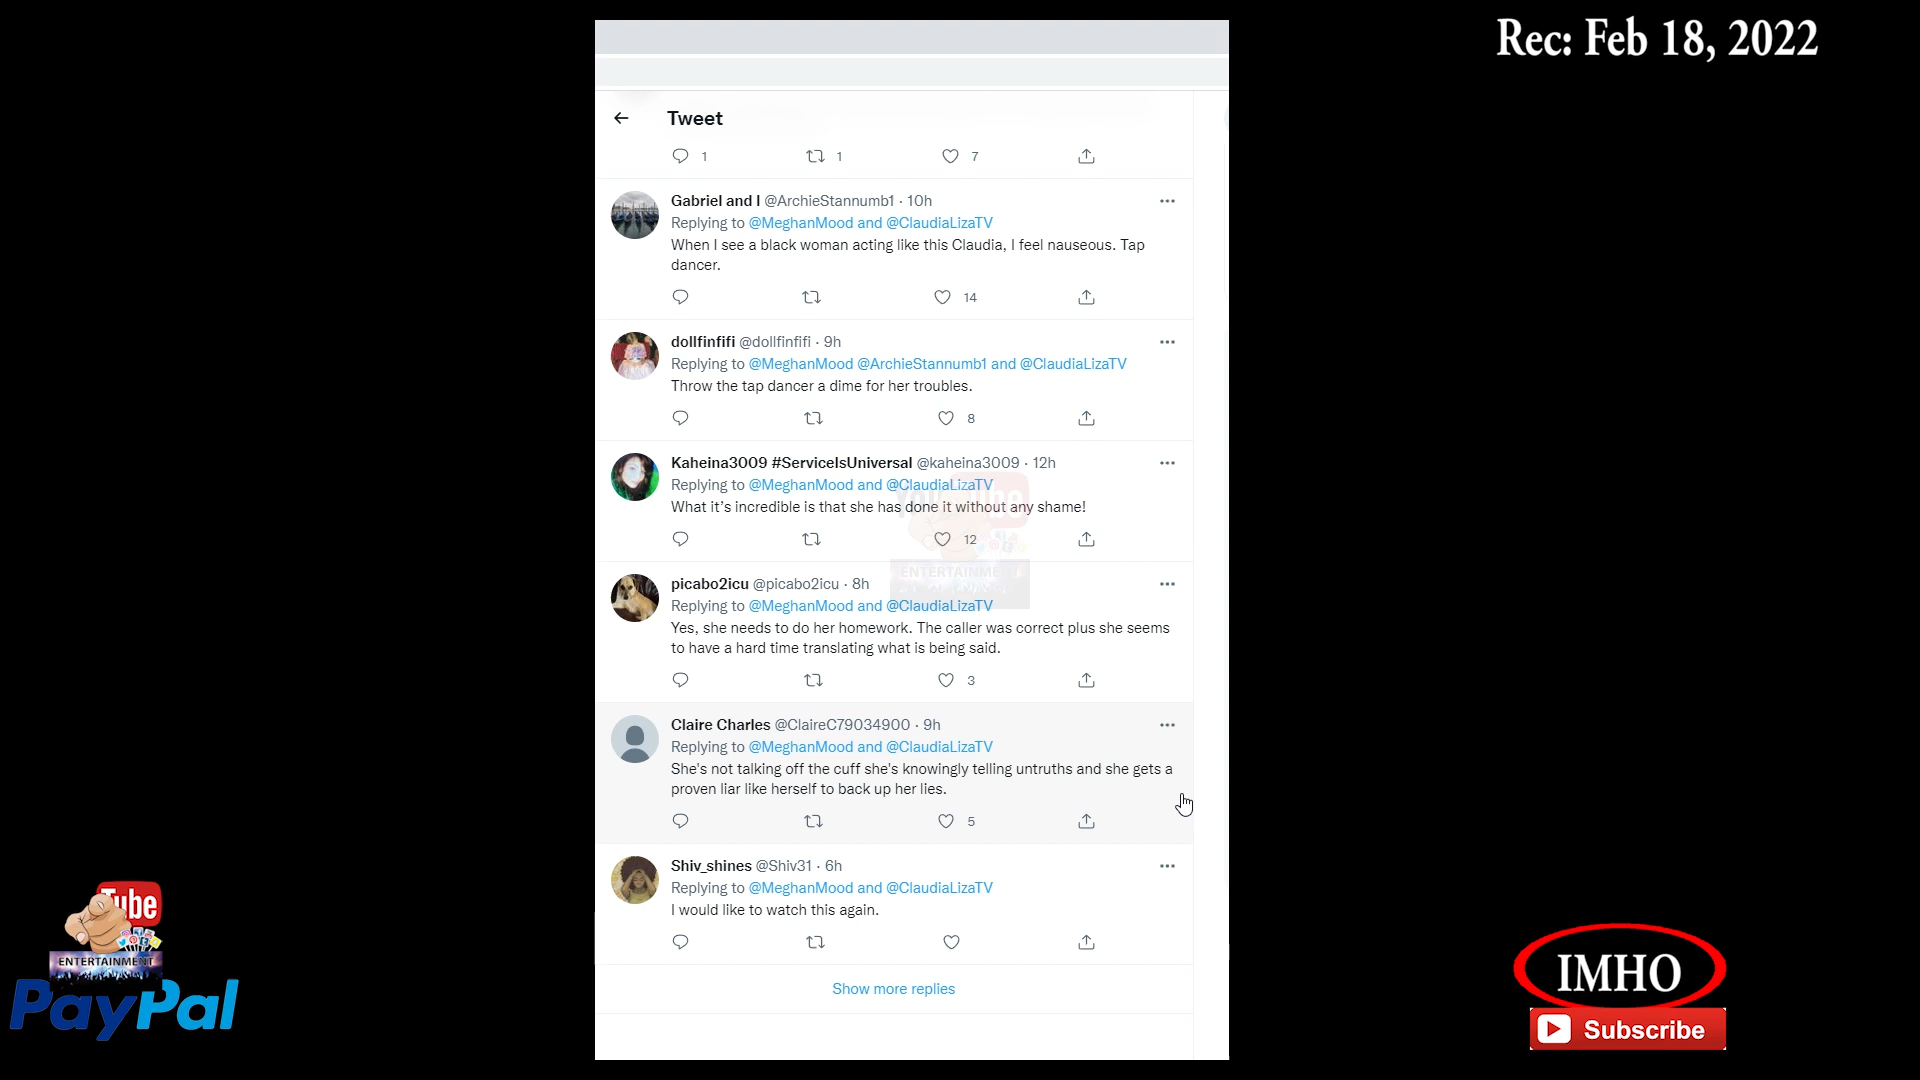 Rec: Feb 18, 2022
Tweet
1 1 7
Gabriel and I @ArchieStannumb1 · 10h
Replying to @MeghanMood and @ClaudiaLizaTV
When I see a black woman acting like this Claudia, I feel nauseous. Tap
dancer.
14
dollfinfifi @dollfinfifi · 9h
Replying to @MeghanMood @ArchieStannumb1 and @ClaudiaLizaTV
Throw the tap dancer a dime for her troubles.
8
Kaheina3009 #ServiceIsUniversal @kaheina3009 · 12h
Replying to @MeghanMood and @ClaudiaLizaTV
What it's incredible is that she has done it without any shame!
12
picabo2icu @picabo2icu · 8h
Replying to @MeghanMood and @ClaudiaLizaTV
Yes, she needs to do her homework. The caller was correct plus she seems
to have a hard time translating what is being said.
3
Claire Charles @ClaireC79034900 · 9h
Replying to @MeghanMood and @ClaudiaLizaTV
She's not talking off the cuff she's knowingly telling untruths and she gets a
proven liar like herself to back up her lies.
5
Shiv_shines @Shiv31 · 6h
Replying to @MeghanMood and @ClaudiaLizaTV
I would like to watch this again.
Show more replies
Tube
ENTERTAINMENT
PayPal
YouTube
ENTERTAINMENT
IMHO
Subscribe